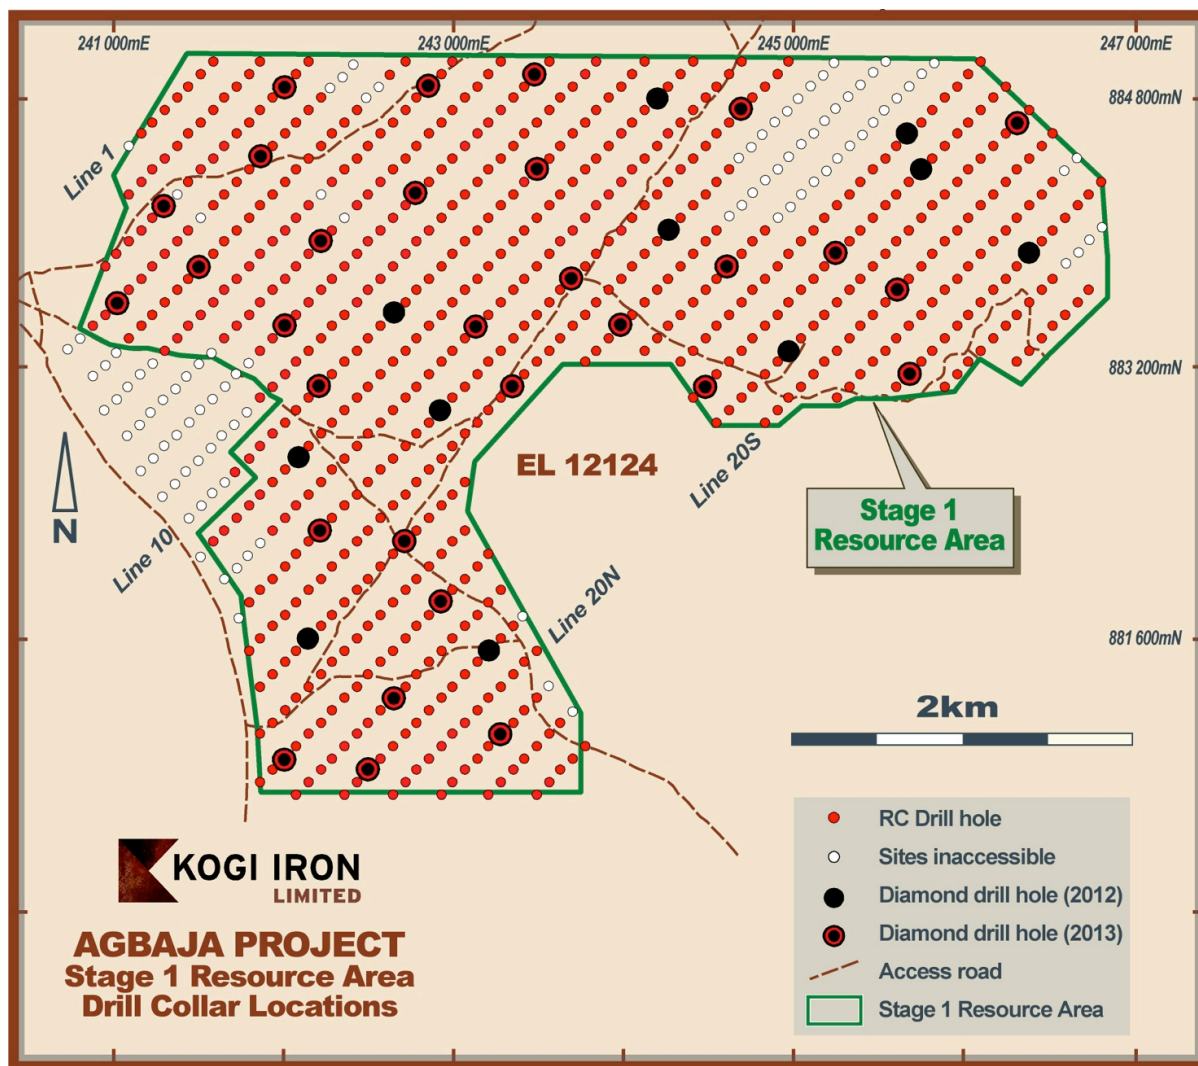 241 000mE
243 000mE
245 000mE
247 000mE
884 800mN
Line 1
883 200mN
EL 12124
Line 20S
Stage 1
Resource Area
N
Line 10
Line 20N
881 600mN
2km
RC Drill hole
Sites inaccessible
Diamond drill hole (2012)
Diamond drill hole (2013)
Access road
Stage 1 Resource Area
KOGI IRON
LIMITED
AGBAJA PROJECT
Stage 1 Resource Area
Drill Collar Locations